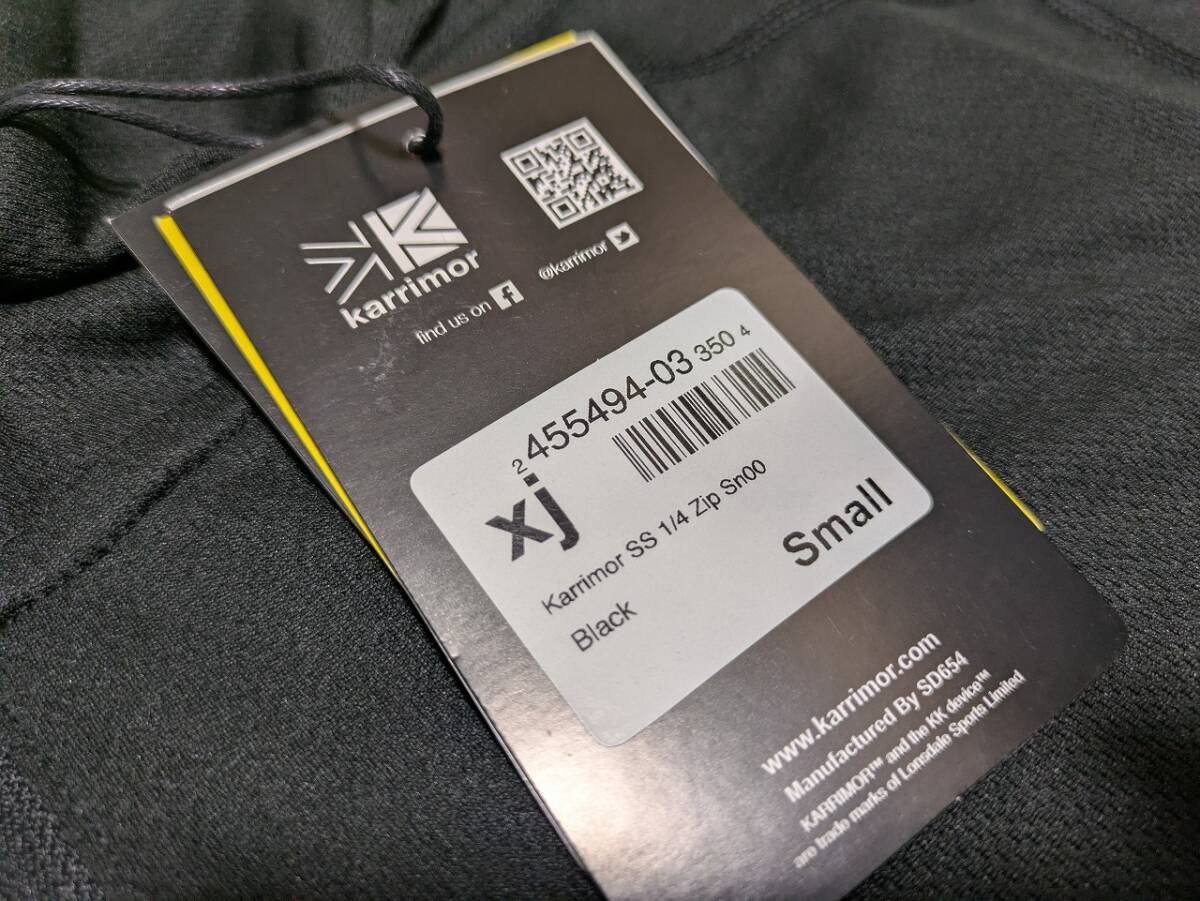 karrimor
find us on
@karrimor
2 455494-03 350 4
xj
Karrimor SS 1/4 Zip Sn00
Black
Small
www.karrimor.com
Manufactured By SD654
KARRIMOR™ and the KK device™
are trade marks of Lonsdale Sports Limited